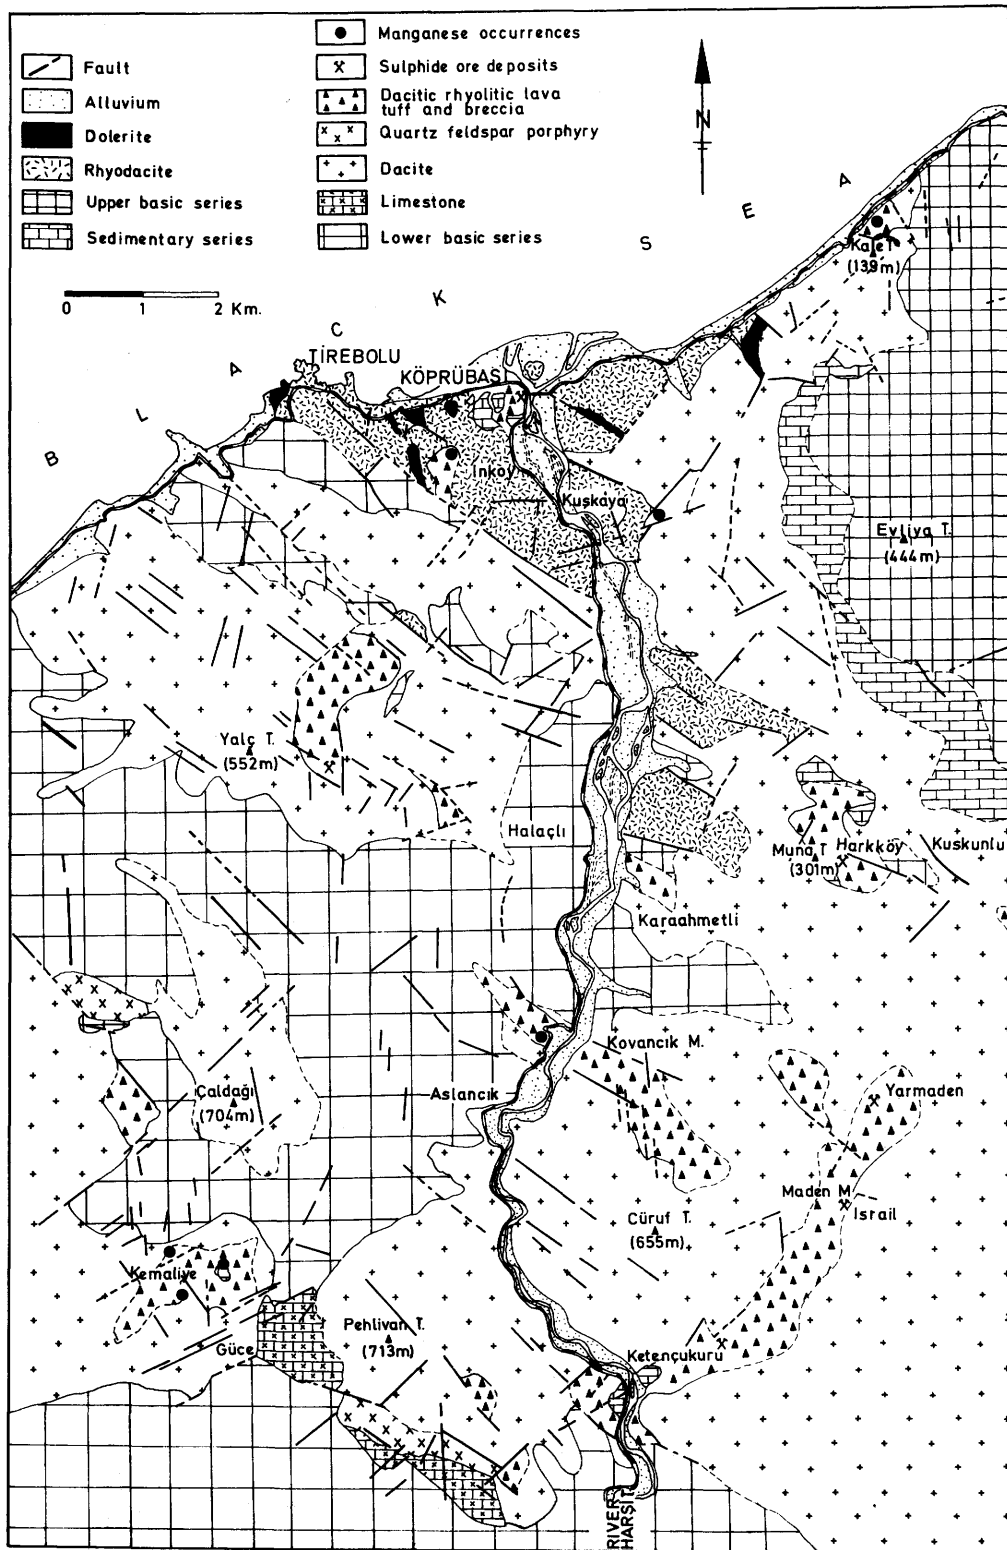 Fault
Alluvium
Dolerite
Rhyodacite
Upper basic series
Sedimentary series
Manganese occurrences
Sulphide ore deposits
Dacitic rhyolitic lava
tuff and breccia
Quartz feldspar porphyry
Dacite
Limestone
Lower basic series
0 1 2 Km.
N
BLACK SEA
Kale T.
(139m)
TİREBOLU
KÖPRÜBAŞI
İnköy
Kuşkaya
Evliya T.
(444m)
Yalç T.
(552m)
Halaçlı
Muna T.
(301m)
Harkköy
Kuskunlu
Karaahmetli
Kovancık M.
Aslancık
Yarmaden
Çaldağı
(704m)
Maden M.
Israil
Cüruf T.
(655m)
Kemaliye
Güce
Pehlivan T.
(713m)
Ketençukuru
RIVER
HARŞİT